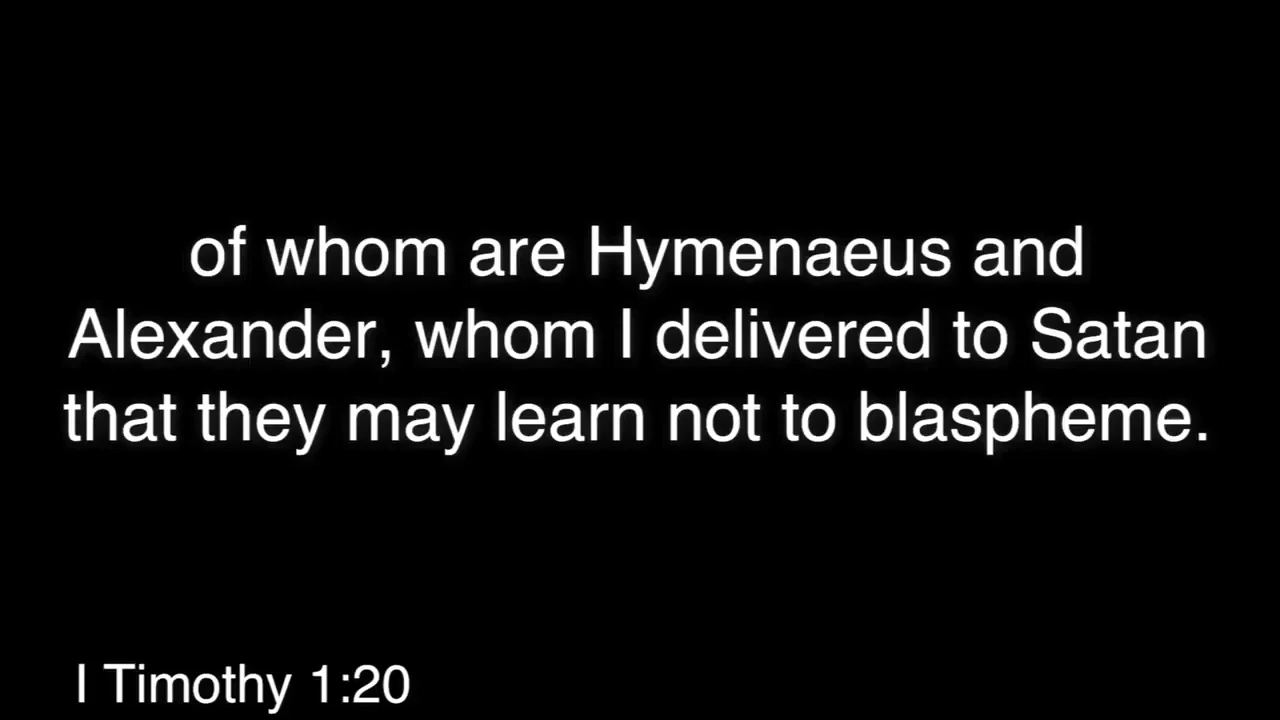 of whom are Hymenaeus and
Alexander, whom I delivered to Satan
that they may learn not to blaspheme.
I Timothy 1:20